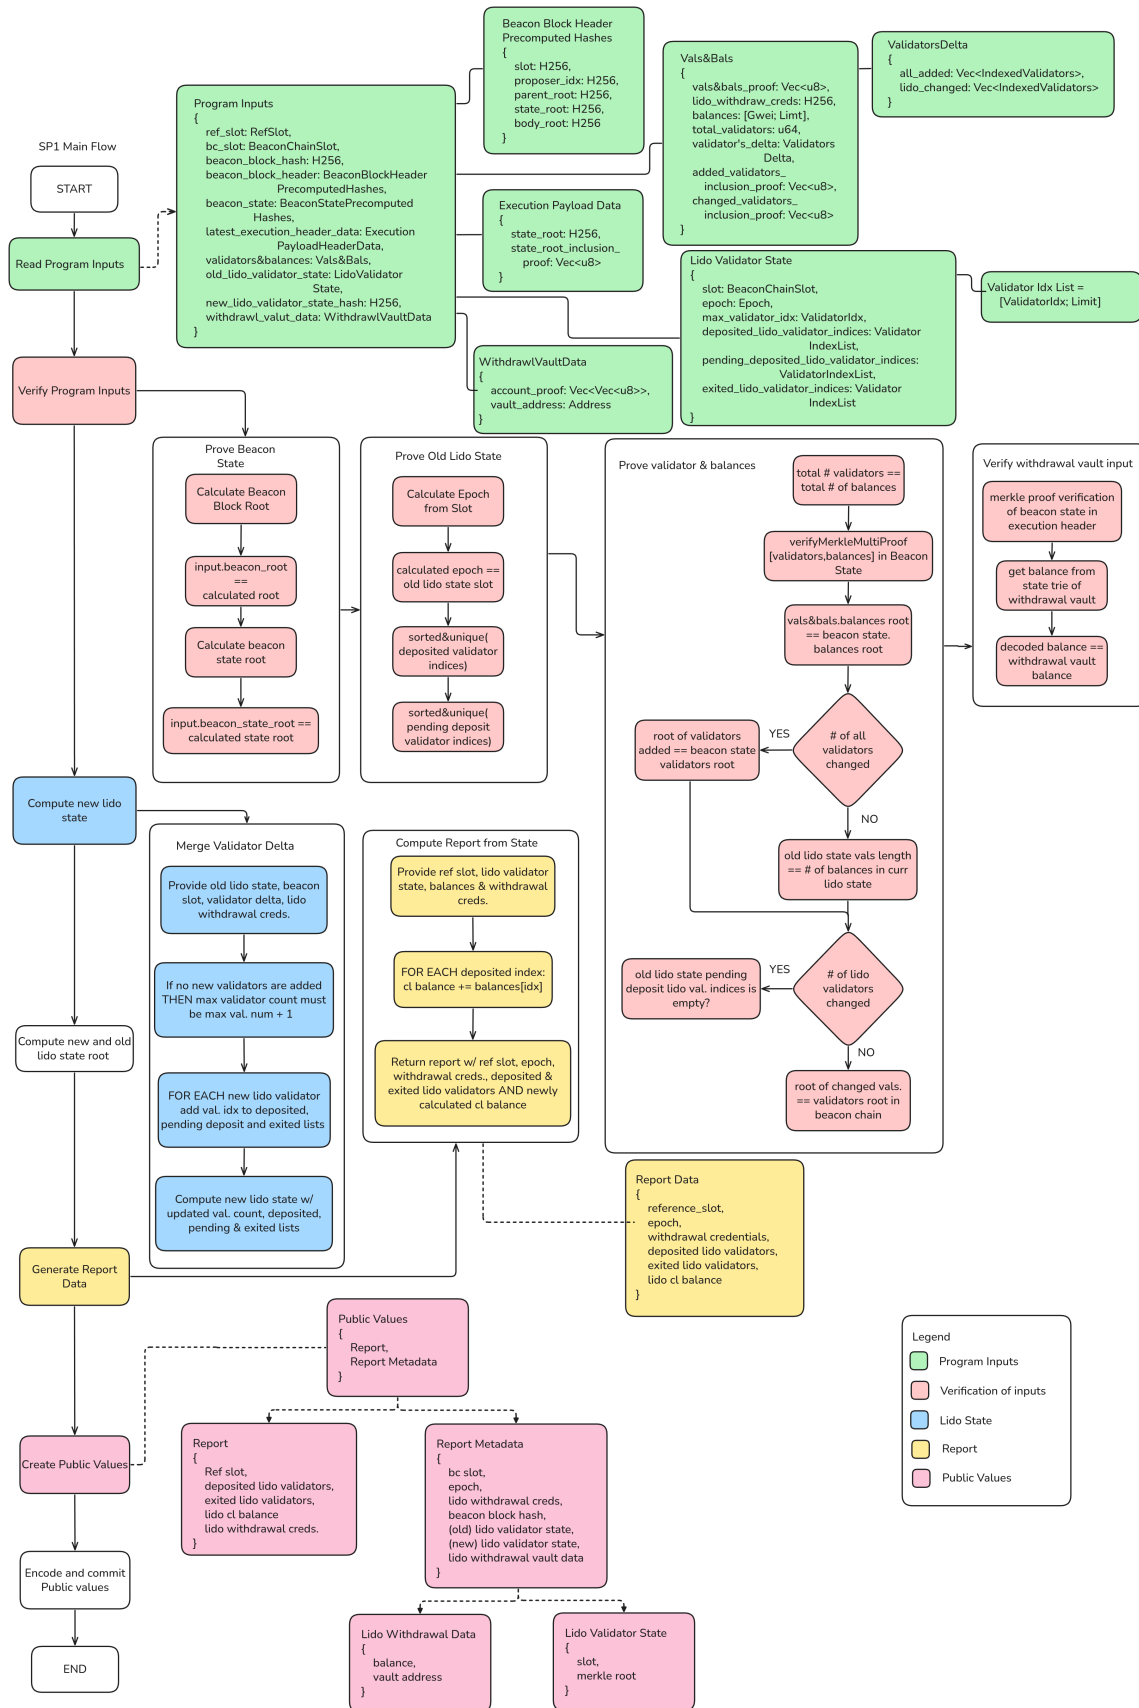 Beacon Block Header
Precomputed Hashes
{
slot: H256,
proposer_idx: H256,
parent_root: H256,
state_root: H256,
body_root: H256
}
Vals&Bals
{
vals&bals_proof: Vec<u8>,
lido_withdraw_creds: H256,
balances: [Gwei; Limt],
total_validators: u64,
validator's_delta: Validators
Delta,
added_validators_
inclusion_proof: Vec<u8>,
changed_validators_
inclusion_proof: Vec<u8>
}
ValidatorsDelta
{
all_added: Vec<IndexedValidators>,
lido_changed: Vec<IndexedValidators>
}
Program Inputs
{
ref_slot: RefSlot,
bc_slot: BeaconChainSlot,
beacon_block_hash: H256,
beacon_block_header: BeaconBlockHeader
PrecomputedHashes,
beacon_state: BeaconStatePrecomputed
Hashes,
latest_execution_header_data: Execution
PayloadHeaderData,
validators&balances: Vals&Bals,
old_lido_validator_state: LidoValidator
State,
new_lido_validator_state_hash: H256,
withdrawl_valut_data: WithdrawlVaultData
}
SP1 Main Flow
START
Read Program Inputs
Execution Payload Data
{
state_root: H256,
state_root_inclusion_
proof: Vec<u8>
}
Lido Validator State
{
slot: BeaconChainSlot,
epoch: Epoch,
max_validator_idx: ValidatorIdx,
deposited_lido_validator_indices: Validator
IndexList,
pending_deposited_lido_validator_indices:
ValidatorIndexList,
exited_lido_validator_indices: Validator
IndexList
}
Validator Idx List =
[ValidatorIdx; Limit]
WithdrawlVaultData
{
account_proof: Vec<Vec<u8>>,
vault_address: Address
}
Verify Program Inputs
Prove Beacon
State
Calculate Beacon
Block Root
input.beacon_root
==
calculated root
Calculate beacon
state root
input.beacon_state_root ==
calculated state root
Prove Old Lido State
Calculate Epoch
from Slot
calculated epoch ==
old lido state slot
sorted&unique(
deposited validator
indices)
sorted&unique(
pending deposit
validator indices)
Prove validator & balances
total # validators ==
total # of balances
verifyMerkleMultiProof
[validators,balances] in Beacon
State
vals&bals.balances root
== beacon state.
balances root
# of all
validators
changed
YES
root of validators
added == beacon state
validators root
NO
old lido state vals length
== # of balances in curr
lido state
# of lido
validators
changed
YES
old lido state pending
deposit lido val. indices is
empty?
NO
root of changed vals.
== validators root in
beacon chain
Verify withdrawal vault input
merkle proof verification
of beacon state in
execution header
get balance from
state trie of
withdrawal vault
decoded balance ==
withdrawal vault
balance
Compute new lido
state
Merge Validator Delta
Provide old lido state, beacon
slot, validator delta, lido
withdrawal creds.
If no new validators are added
THEN max validator count must
be max val. num + 1
FOR EACH new lido validator
add val. idx to deposited,
pending deposit and exited lists
Compute new lido state w/
updated val. count, deposited,
pending & exited lists
Compute Report from State
Provide ref slot, lido validator
state, balances & withdrawal
creds.
FOR EACH deposited index:
cl balance += balances[idx]
Return report w/ ref slot, epoch,
withdrawal creds., deposited &
exited lido validators AND newly
calculated cl balance
Compute new and old
lido state root
Generate Report
Data
Report Data
{
reference_slot,
epoch,
withdrawal credentials,
deposited lido validators,
exited lido validators,
lido cl balance
}
Public Values
{
Report,
Report Metadata
}
Create Public Values
Report
{
Ref slot,
deposited lido validators,
exited lido validators,
lido cl balance
lido withdrawal creds.
}
Report Metadata
{
bc slot,
epoch,
lido withdrawal creds,
beacon block hash,
(old) lido validator state,
(new) lido validator state,
lido withdrawal vault data
}
Legend
Program Inputs
Verification of inputs
Lido State
Report
Public Values
Encode and commit
Public values
END
Lido Withdrawal Data
{
balance,
vault address
}
Lido Validator State
{
slot,
merkle root
}